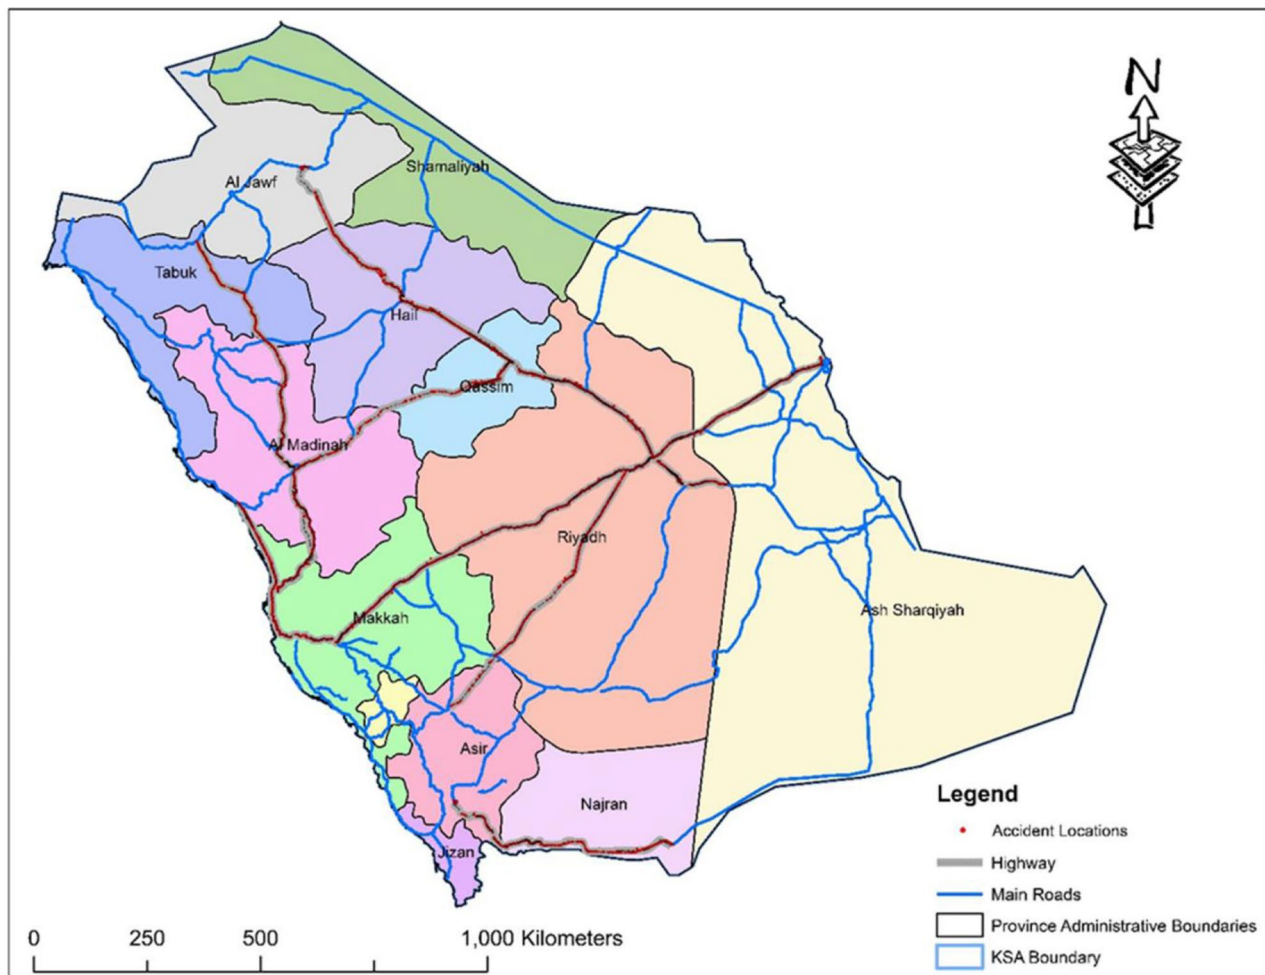 N
Shamaliyah
Al Jawf
Tabuk
Hail
Qassim
Al Madinah
Riyadh
Makkah
Ash Sharqiyah
Asir
Najran
Jizan
Legend
Accident Locations
Highway
Main Roads
Province Administrative Boundaries
KSA Boundary
0 250 500 1,000 Kilometers